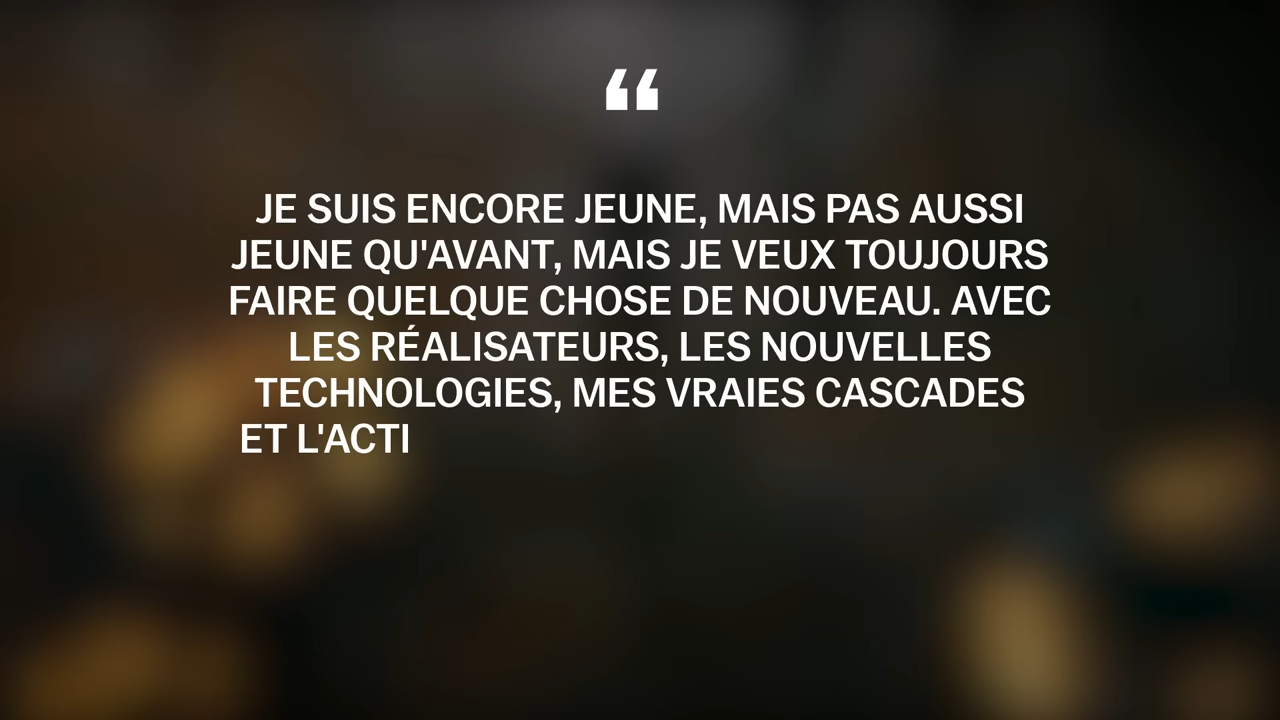 “
JE SUIS ENCORE JEUNE, MAIS PAS AUSSI
JEUNE QU'AVANT, MAIS JE VEUX TOUJOURS
FAIRE QUELQUE CHOSE DE NOUVEAU. AVEC
LES RÉALISATEURS, LES NOUVELLES
TECHNOLOGIES, MES VRAIES CASCADES
ET L'ACTI